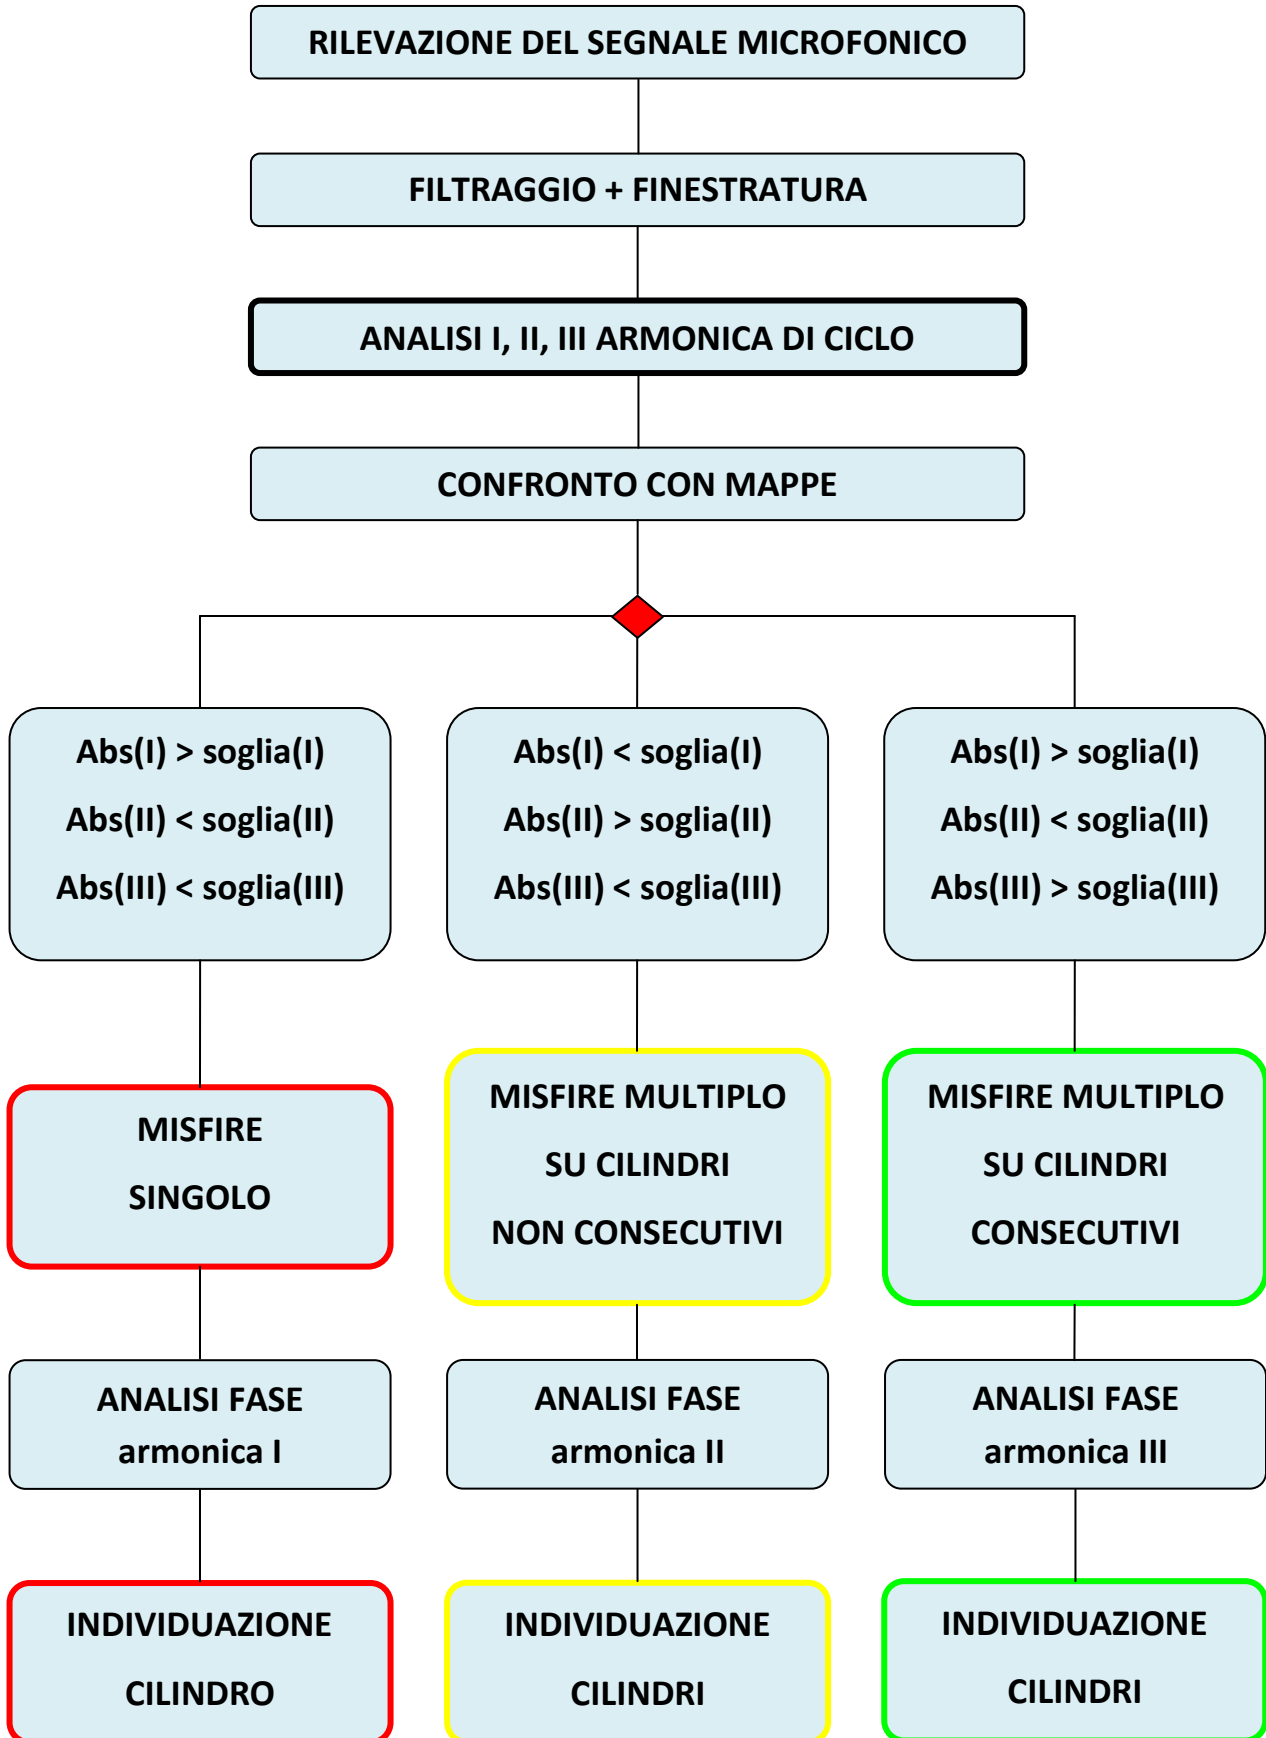 RILEVAZIONE DEL SEGNALE MICROFONICO
FILTRAGGIO + FINESTRATURA
ANALISI I, II, III ARMONICA DI CICLO
CONFRONTO CON MAPPE
Abs(I) > soglia(I)
Abs(II) < soglia(II)
Abs(III) < soglia(III)
Abs(I) < soglia(I)
Abs(II) > soglia(II)
Abs(III) < soglia(III)
Abs(I) > soglia(I)
Abs(II) < soglia(II)
Abs(III) > soglia(III)
MISFIRE
SINGOLO
MISFIRE MULTIPLO
SU CILINDRI
NON CONSECUTIVI
MISFIRE MULTIPLO
SU CILINDRI
CONSECUTIVI
ANALISI FASE
armonica I
ANALISI FASE
armonica II
ANALISI FASE
armonica III
INDIVIDUAZIONE
CILINDRO
INDIVIDUAZIONE
CILINDRI
INDIVIDUAZIONE
CILINDRI